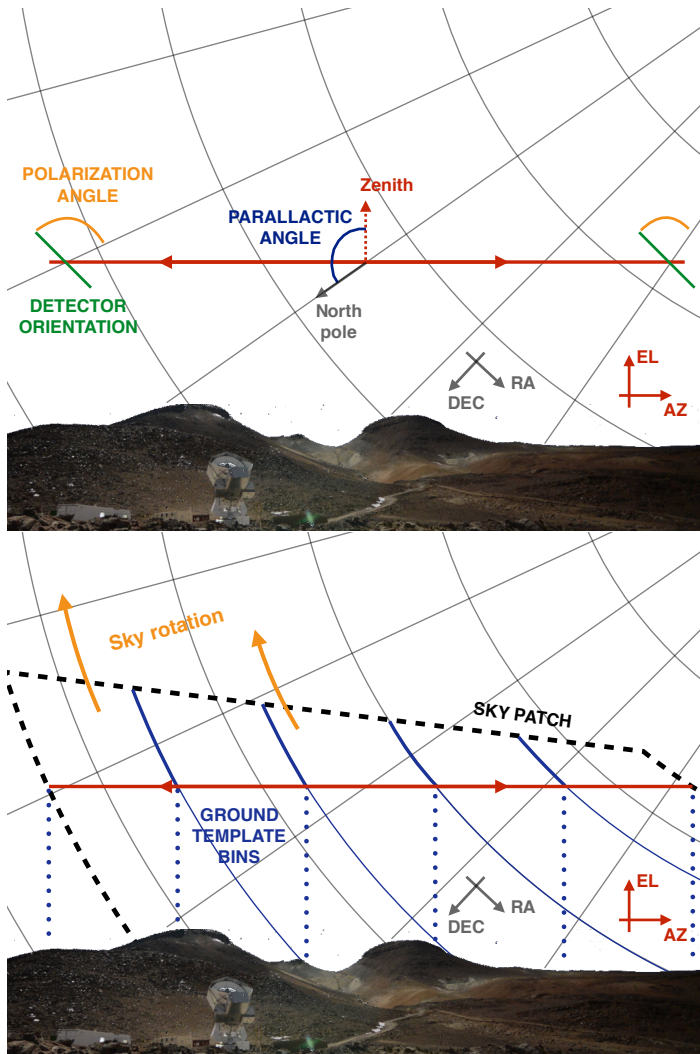 POLARIZATION
ANGLE
Zenith
PARALLACTIC
ANGLE
DETECTOR
ORIENTATION
North
pole
EL
RA
DEC
AZ
Sky rotation
SKY PATCH
GROUND
TEMPLATE
BINS
EL
RA
DEC
AZ